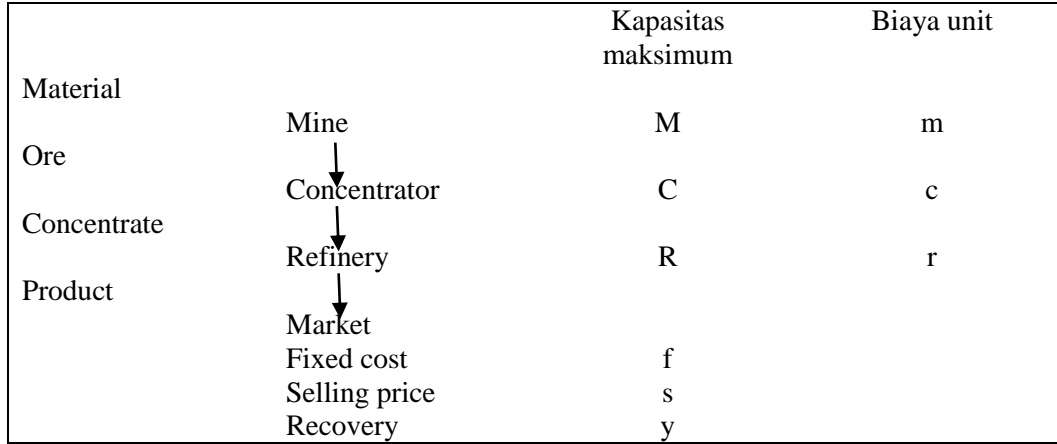 Kapasitas maksimum Biaya unit
Material
Mine M m
Ore
Concentrator C c
Concentrate
Refinery R r
Product
Market
Fixed cost f
Selling price s
Recovery y